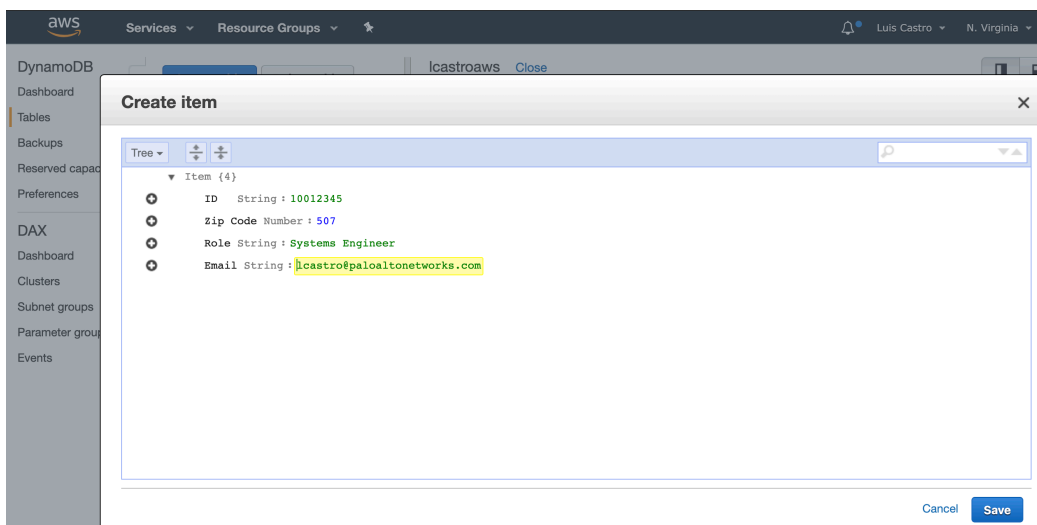 aws Services Resource Groups Luis Castro N. Virginia
DynamoDB
lcastroaws Close
Dashboard
Tables
Backups
Reserved capac
Preferences
DAX
Dashboard
Clusters
Subnet groups
Parameter group
Events
Create item
Tree
Item {4}
ID String : 10012345
Zip Code Number : 507
Role String : Systems Engineer
Email String : lcastro@paloaltonetworks.com
Cancel Save